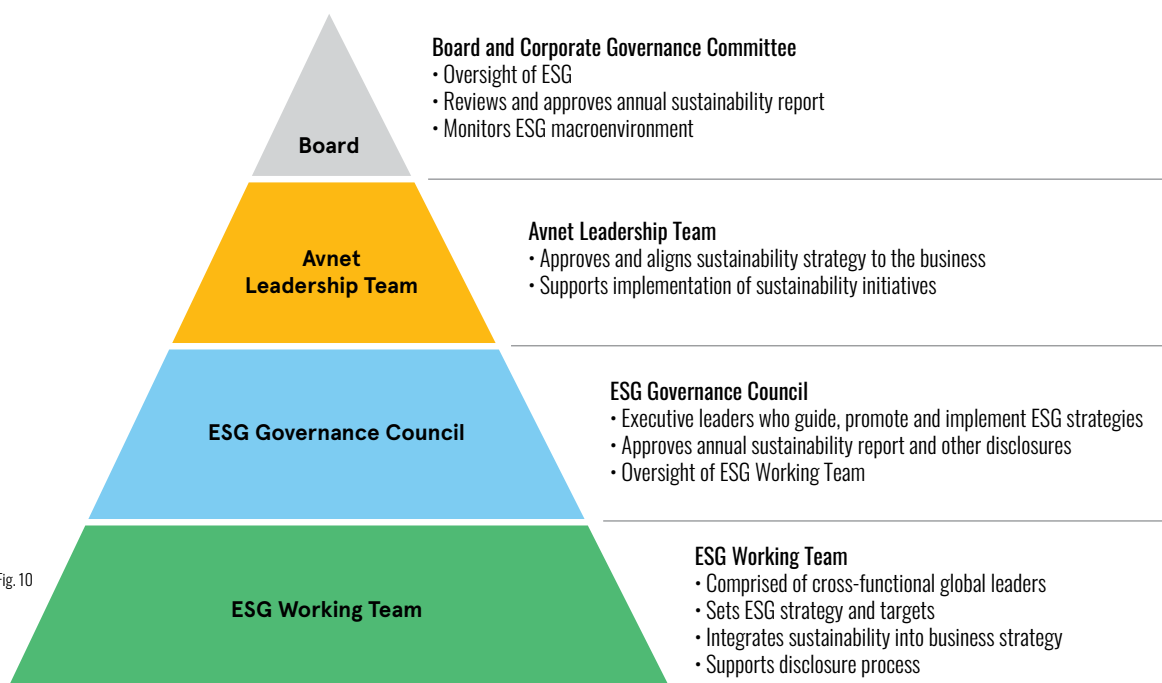 Board and Corporate Governance Committee
• Oversight of ESG
• Reviews and approves annual sustainability report
• Monitors ESG macroenvironment
Board
Avnet Leadership Team
• Approves and aligns sustainability strategy to the business
• Supports implementation of sustainability initiatives
Avnet
Leadership Team
ESG Governance Council
• Executive leaders who guide, promote and implement ESG strategies
• Approves annual sustainability report and other disclosures
• Oversight of ESG Working Team
ESG Governance Council
ESG Working Team
• Comprised of cross-functional global leaders
• Sets ESG strategy and targets
• Integrates sustainability into business strategy
• Supports disclosure process
ESG Working Team
Fig. 10